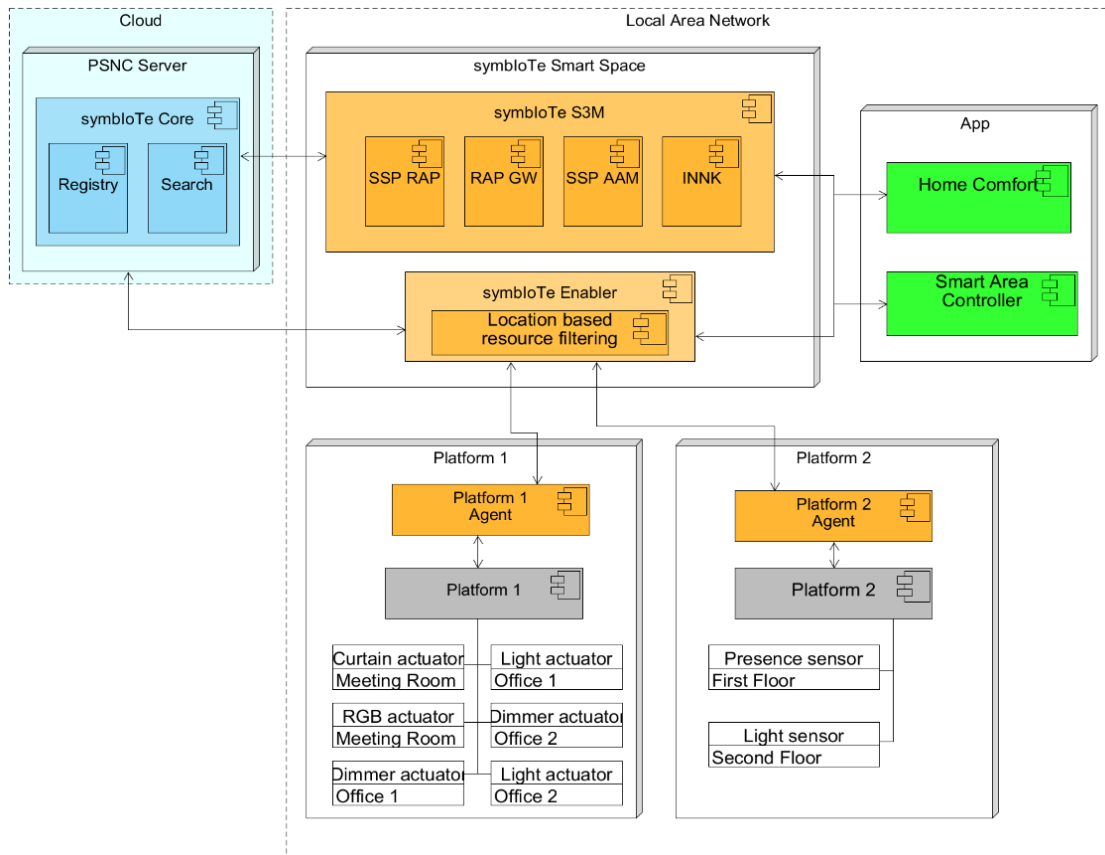 Cloud
Local Area Network
PSNC Server
symbIoTe Core
Registry
Search
symbIoTe Smart Space
symbIoTe S3M
SSP RAP
RAP GW
SSP AAM
INNK
symbIoTe Enabler
Location based
resource filtering
App
Home Comfort
Smart Area
Controller
Platform 1
Platform 1
Agent
Platform 1
Curtain actuator
Meeting Room
Light actuator
Office 1
RGB actuator
Meeting Room
Dimmer actuator
Office 2
Dimmer actuator
Office 1
Light actuator
Office 2
Platform 2
Platform 2
Agent
Platform 2
Presence sensor
First Floor
Light sensor
Second Floor